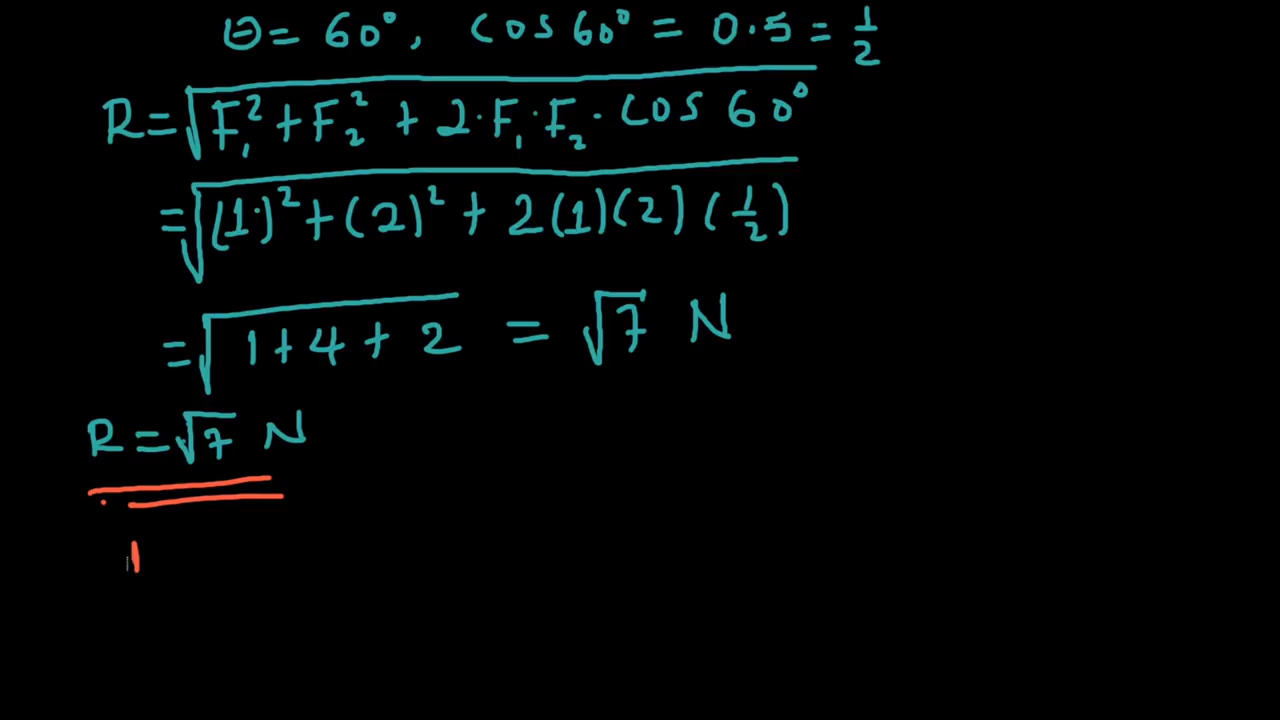 θ = 60°, cos 60° = 0.5 = 1/2
R = √(F₁² + F₂² + 2·F₁·F₂·cos 60°)
= √((1)² + (2)² + 2(1)(2)(1/2))
= √(1 + 4 + 2) = √7 N
R = √7 N